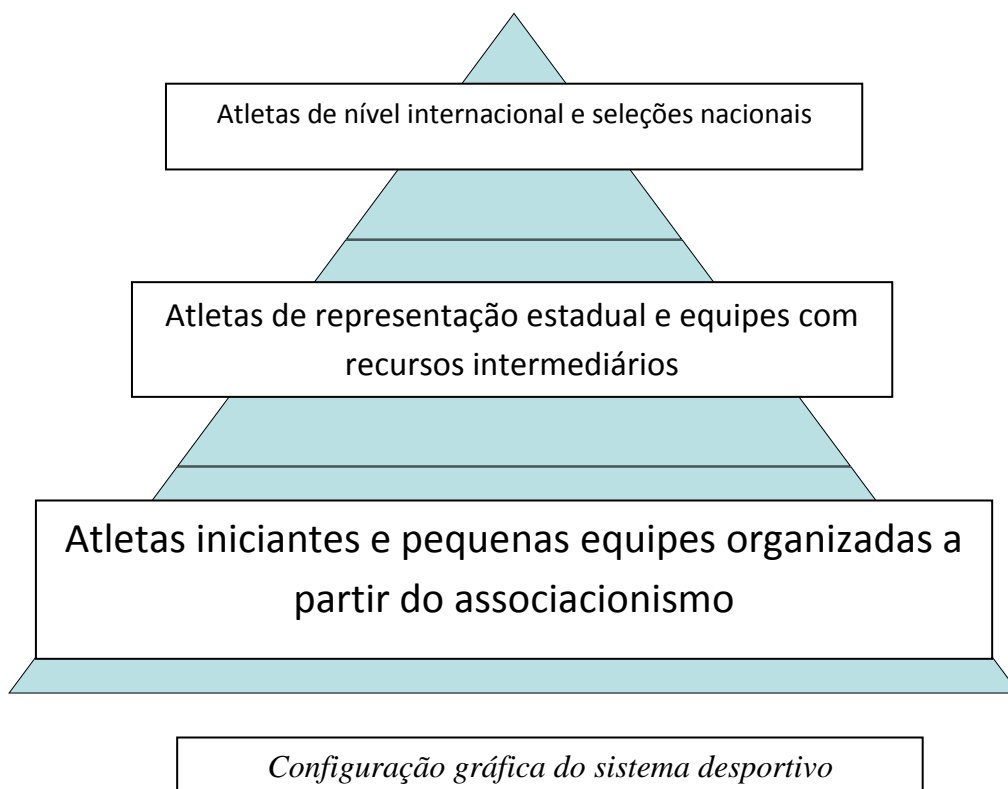 Atletas de nível internacional e seleções nacionais
Atletas de representação estadual e equipes com
recursos intermediários
Atletas iniciantes e pequenas equipes organizadas a
partir do associacionismo
Configuração gráfica do sistema desportivo